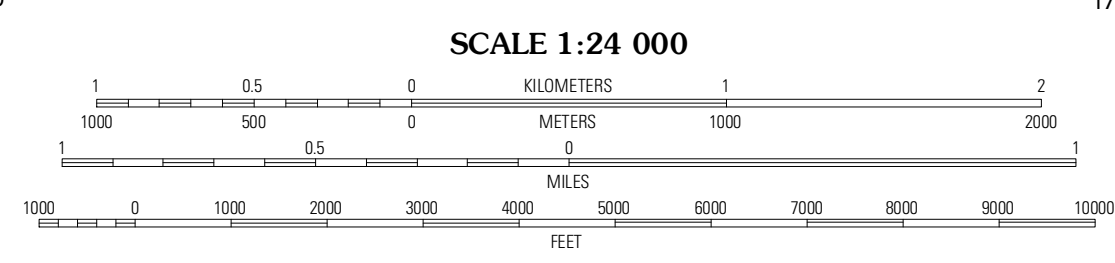 SCALE 1:24 000
1 0.5 0 KILOMETERS 1 2
1000 500 0 METERS 1000 2000
1 0.5 0 1
MILES
1000 0 1000 2000 3000 4000 5000 6000 7000 8000 9000 10000
FEET